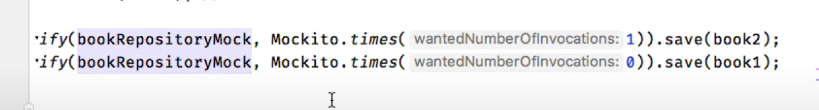 ify(bookRepositoryMock, Mockito.times( wantedNumberOfInvocations: 1)).save(book2);
ify(bookRepositoryMock, Mockito.times( wantedNumberOfInvocations: 0)).save(book1);